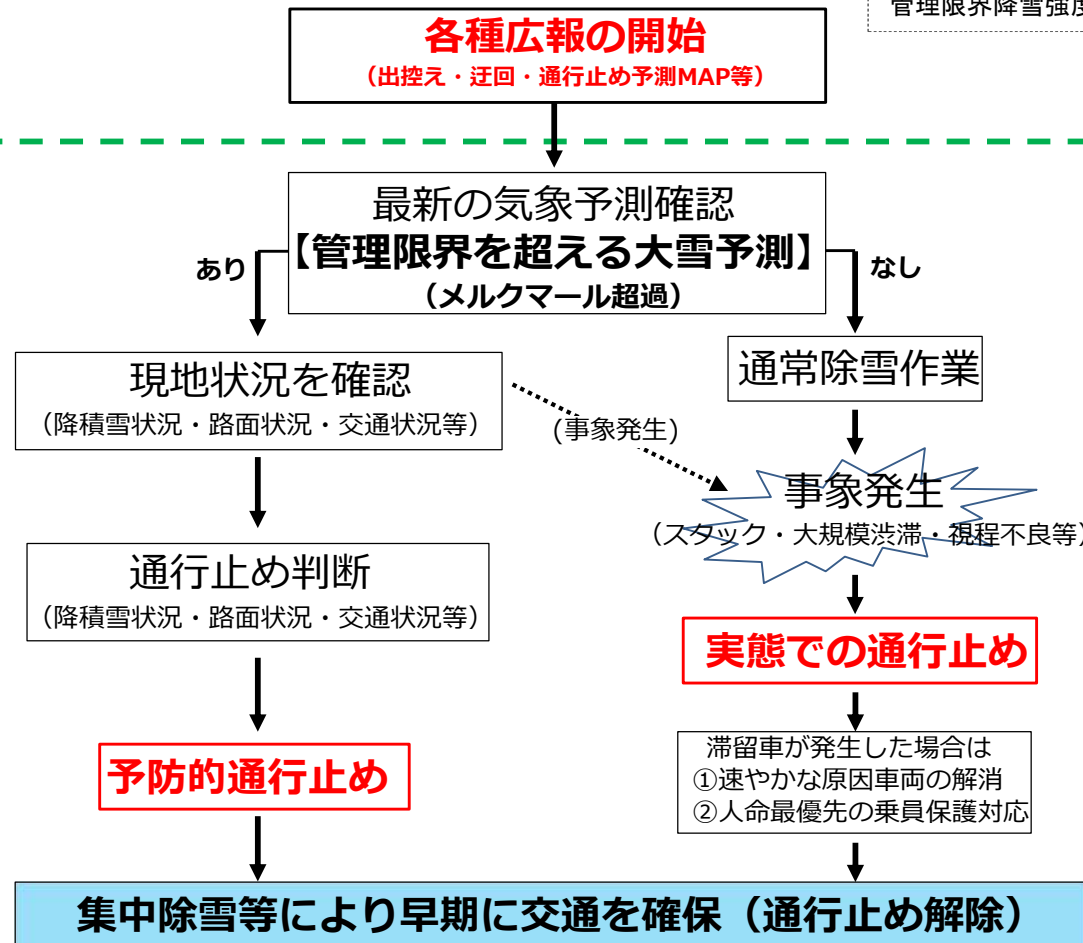 管理限界降雪強度
各種広報の開始
（出控え・迂回・通行止め予測MAP等）
最新の気象予測確認
【管理限界を超える大雪予測】
（メルクマール超過）
あり
なし
現地状況を確認
（降積雪状況・路面状況・交通状況等）
通常除雪作業
(事象発生)
事象発生
（スタック・大規模渋滞・視程不良等）
通行止め判断
（降積雪状況・路面状況・交通状況等）
実態での通行止め
予防的通行止め
滞留車が発生した場合は
①速やかな原因車両の解消
②人命最優先の乗員保護対応
集中除雪等により早期に交通を確保（通行止め解除）